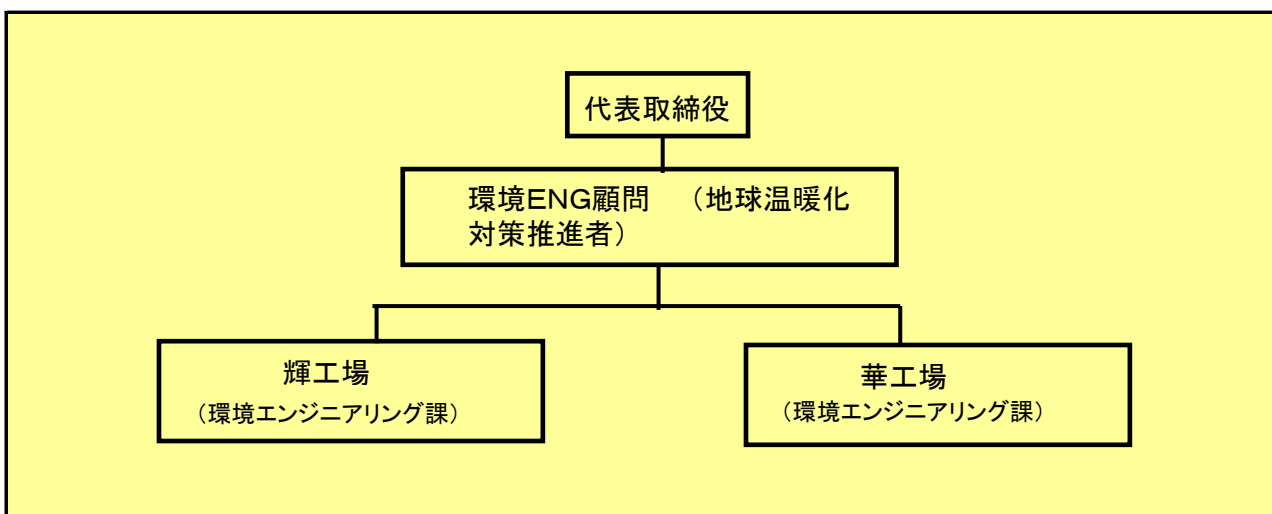 代表取締役
環境ENG顧問　（地球温暖化
対策推進者）
輝工場
（環境エンジニアリング課）
華工場
（環境エンジニアリング課）